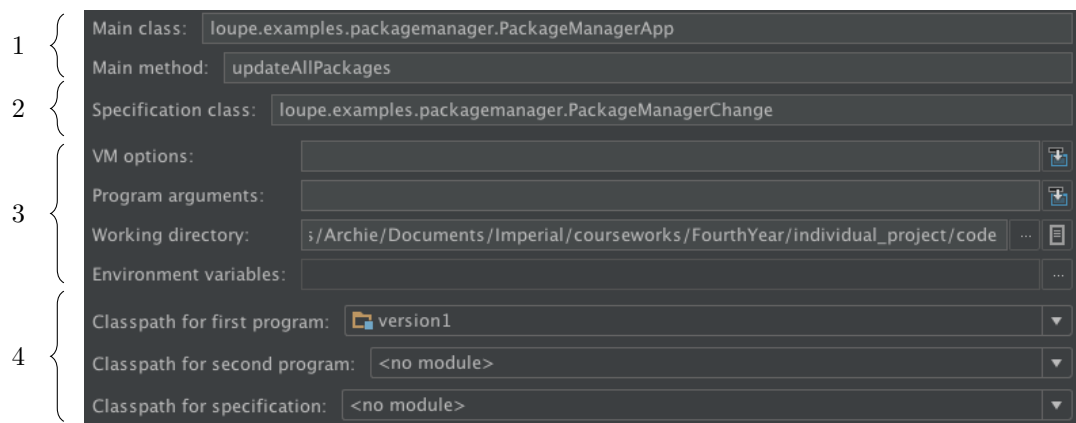 1
Main class: loupe.examples.packagemanager.PackageManagerApp
Main method: updateAllPackages
2
Specification class: loupe.examples.packagemanager.PackageManagerChange
3
VM options:
Program arguments:
Working directory: s/Archie/Documents/Imperial/courseworks/FourthYear/individual_project/code ...
Environment variables: ...
4
Classpath for first program: version1
Classpath for second program: <no module>
Classpath for specification: <no module>